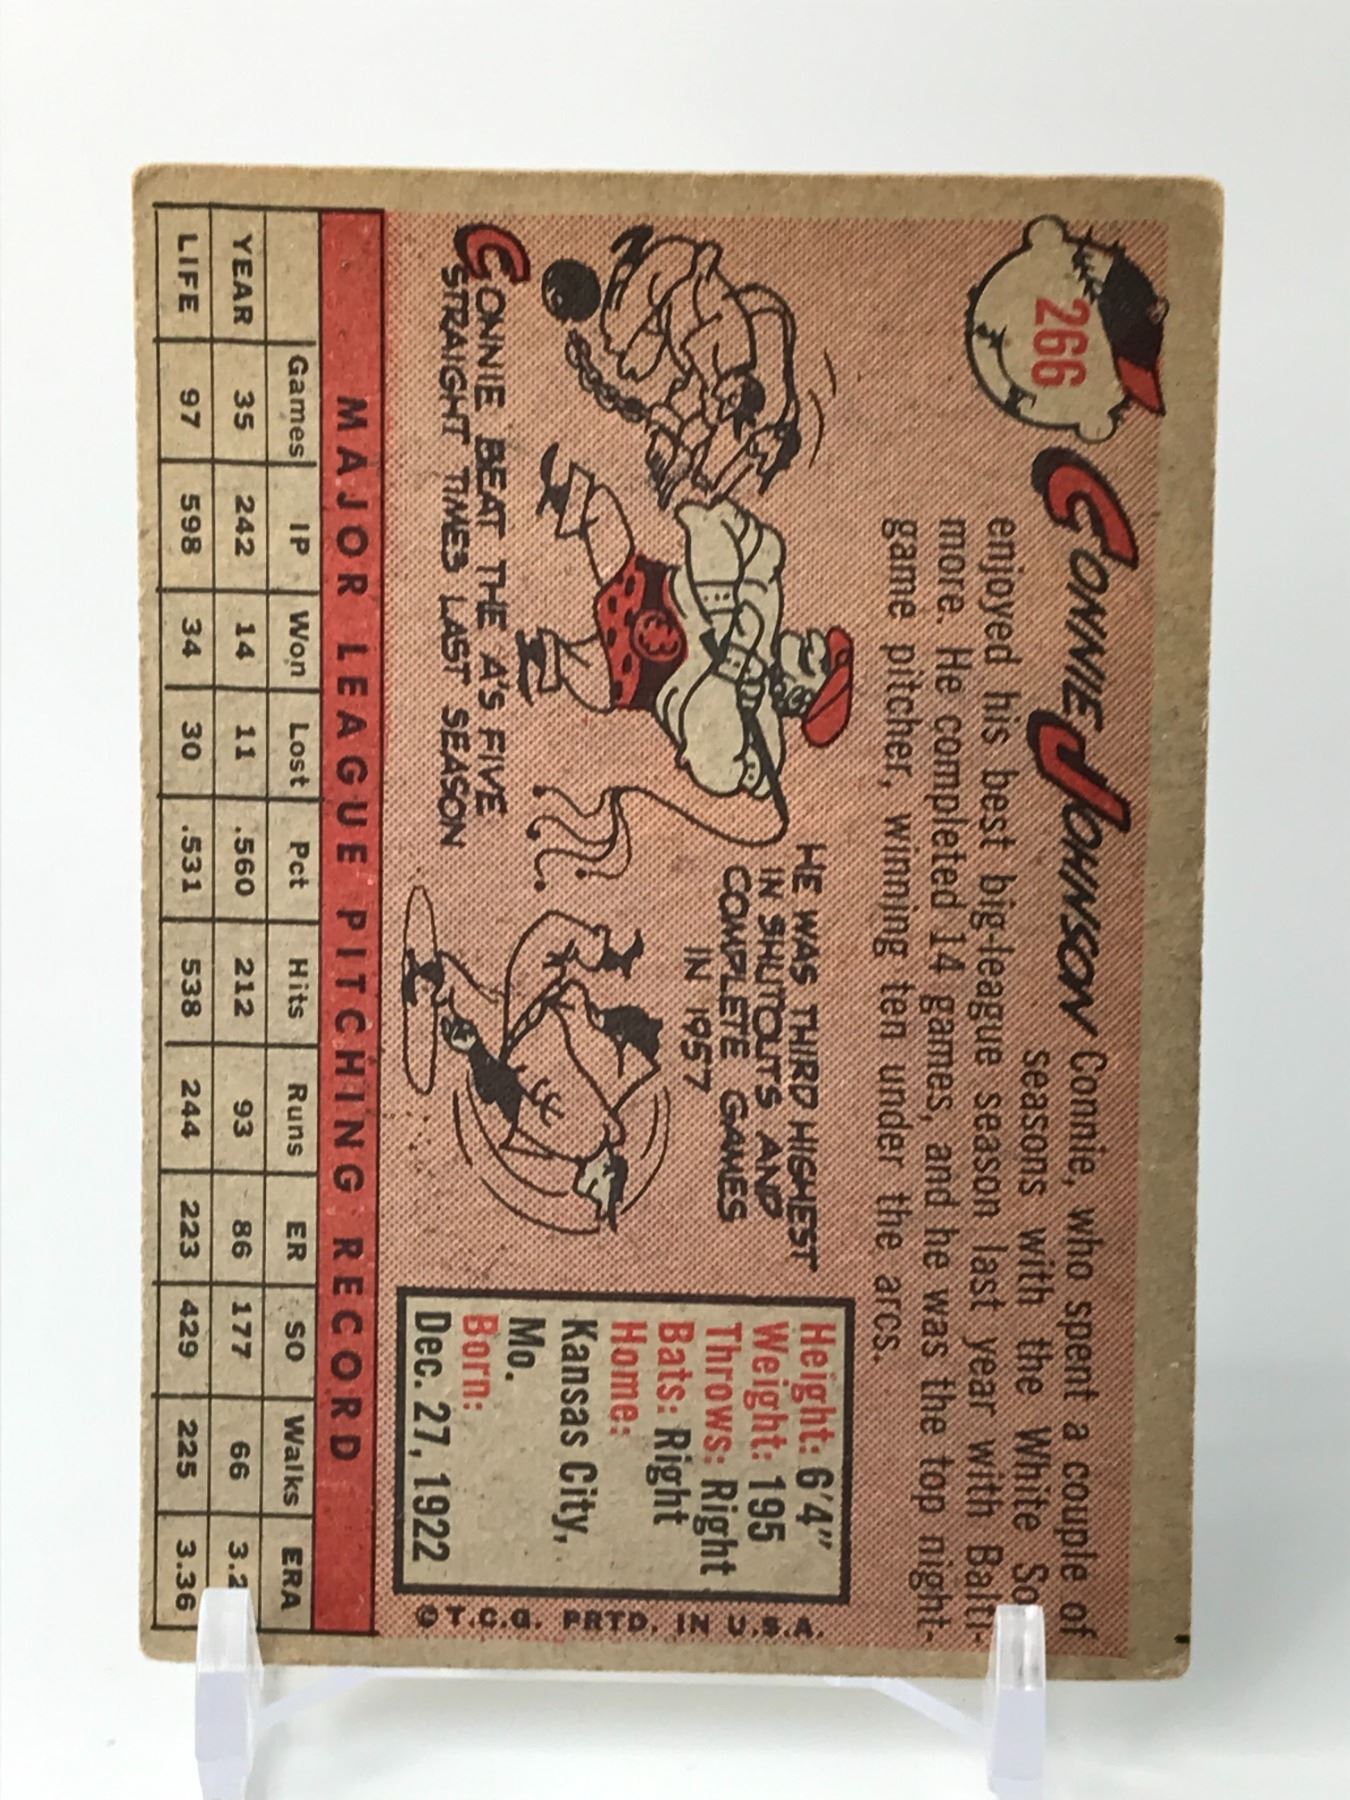 266
CONNIE JOHNSON Connie, who spent a couple of
seasons with the White So
enjoyed his best big-league season last year with Balti-
more. He completed 14 games, and he was the top night-
game pitcher, winning ten under the arcs.
CONNIE BEAT THE A'S FIVE
STRAIGHT TIMES LAST SEASON
HE WAS THIRD HIGHEST
IN SHUTOUTS AND
COMPLETE GAMES
IN 1957
Height: 6'4"
Weight: 195
Throws: Right
Bats: Right
Home:
Kansas City,
Mo.
Born:
Dec. 27, 1922
© T.C.G. PRTD. IN U.S.A.
MAJOR LEAGUE PITCHING RECORD
Games IP Won Lost Pct Hits Runs ER SO Walks ERA
YEAR 35 242 14 11 .560 212 93 86 177 66 3.2
LIFE 97 598 34 30 .531 538 244 223 429 225 3.36